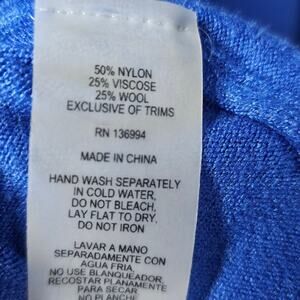 50% NYLON
25% VISCOSE
25% WOOL
EXCLUSIVE OF TRIMS
RN 136994
MADE IN CHINA
HAND WASH SEPARATELY
IN COLD WATER,
DO NOT BLEACH,
LAY FLAT TO DRY,
DO NOT IRON
LAVAR A MANO
SEPARADAMENTE CON
AGUA FRIA,
NO USE BLANQUEADOR,
RECOSTAR PLANAMENTE
PARA SECAR
NO PLANCHE